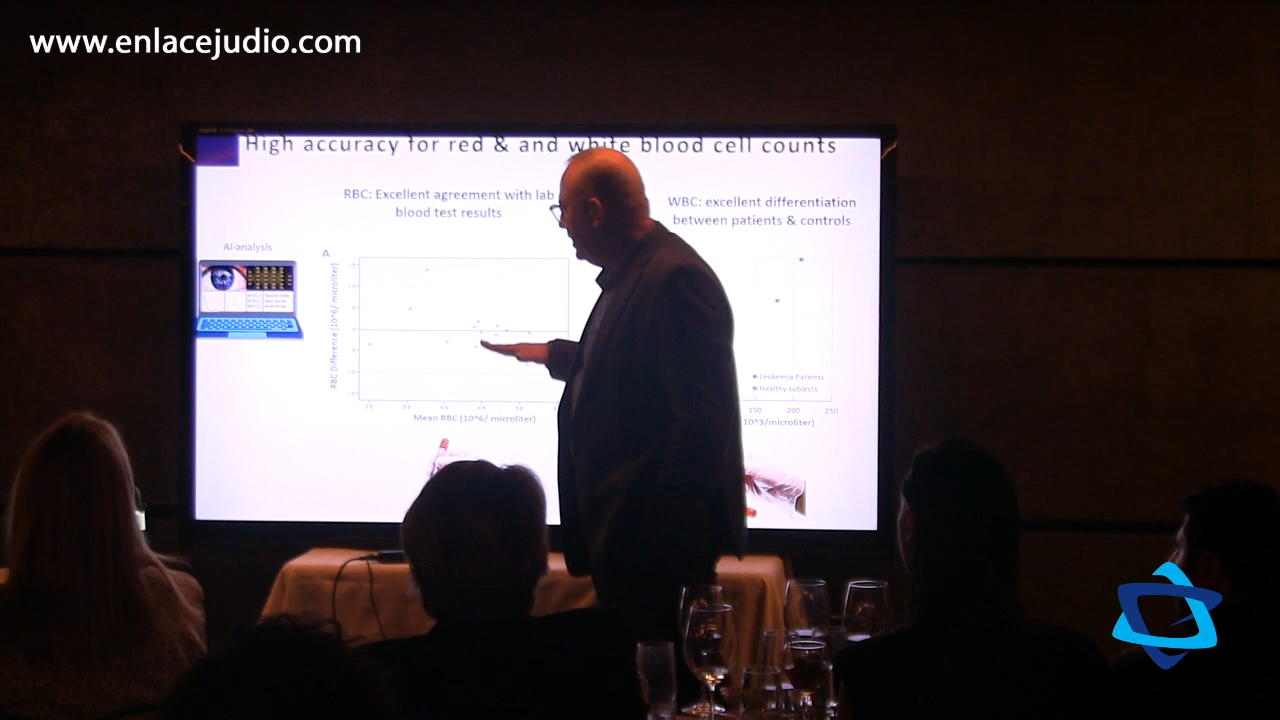 www.enlacejudio.com
High accuracy for red & and white blood cell counts
RBC: Excellent agreement with lab
blood test results
WBC: excellent differentiation
between patients & controls
AI-analysis
A
RBC Difference (10^6/ microliter)
Mean RBC (10^6/ microliter)
Leukemia Patients
Healthy subjects
150 200 250
10^3/microliter)